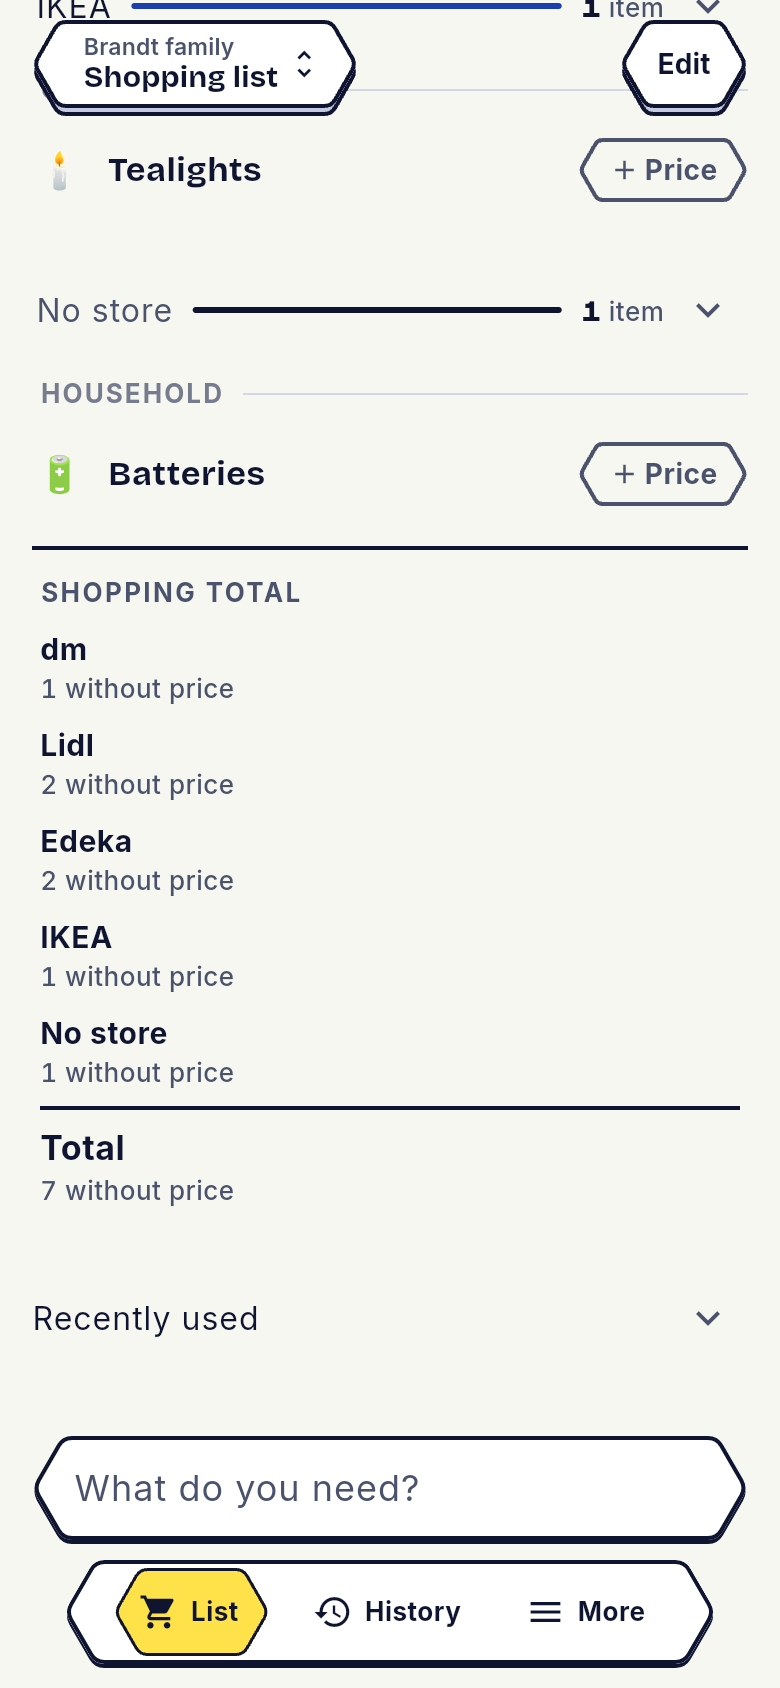 IKEA 1 item
Brandt family
Shopping list
Edit
Tealights + Price
No store 1 item
HOUSEHOLD
Batteries + Price
SHOPPING TOTAL
dm
1 without price
Lidl
2 without price
Edeka
2 without price
IKEA
1 without price
No store
1 without price
Total
7 without price
Recently used
What do you need?
List History More